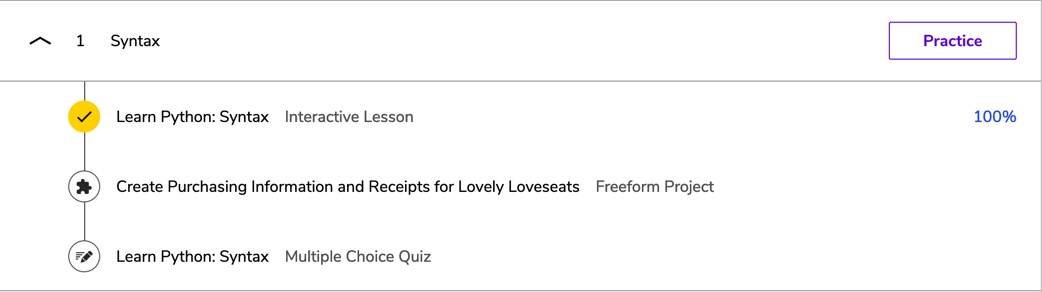 1 Syntax Practice
Learn Python: Syntax Interactive Lesson 100%
Create Purchasing Information and Receipts for Lovely Loveseats Freeform Project
Learn Python: Syntax Multiple Choice Quiz